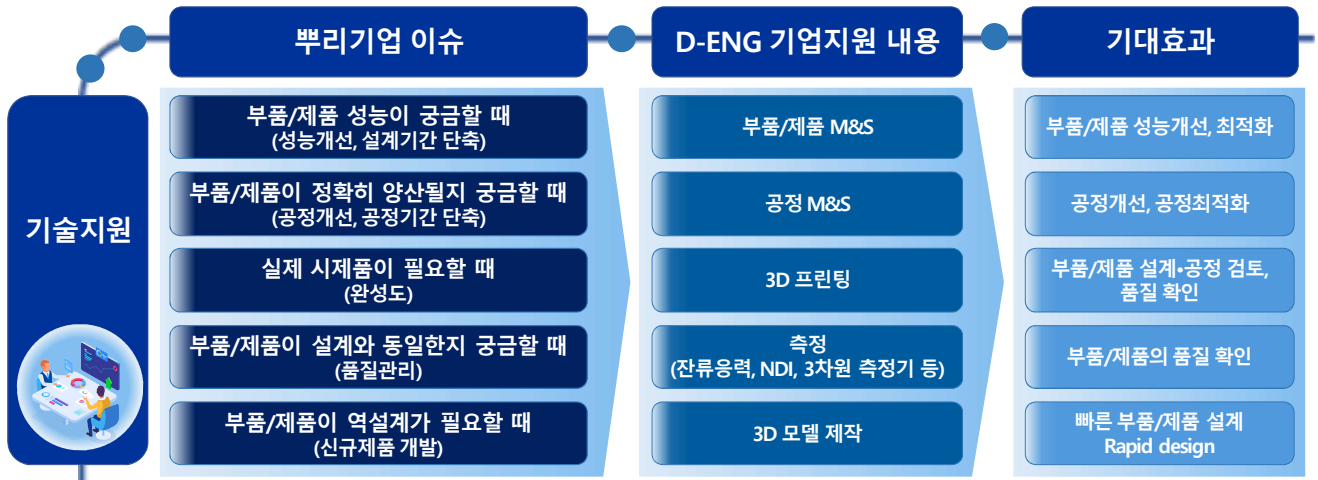 뿌리기업 이슈
D-ENG 기업지원 내용
기대효과
기술지원
부품/제품 성능이 궁금할 때
(성능개선, 설계기간 단축)
부품/제품 M&S
부품/제품 성능개선, 최적화
부품/제품이 정확히 양산될지 궁금할 때
(공정개선, 공정기간 단축)
공정 M&S
공정개선, 공정최적화
실제 시제품이 필요할 때
(완성도)
3D 프린팅
부품/제품 설계•공정 검토,
품질 확인
부품/제품이 설계와 동일한지 궁금할 때
(품질관리)
측정
(잔류응력, NDI, 3차원 측정기 등)
부품/제품의 품질 확인
부품/제품이 역설계가 필요할 때
(신규제품 개발)
3D 모델 제작
빠른 부품/제품 설계
Rapid design